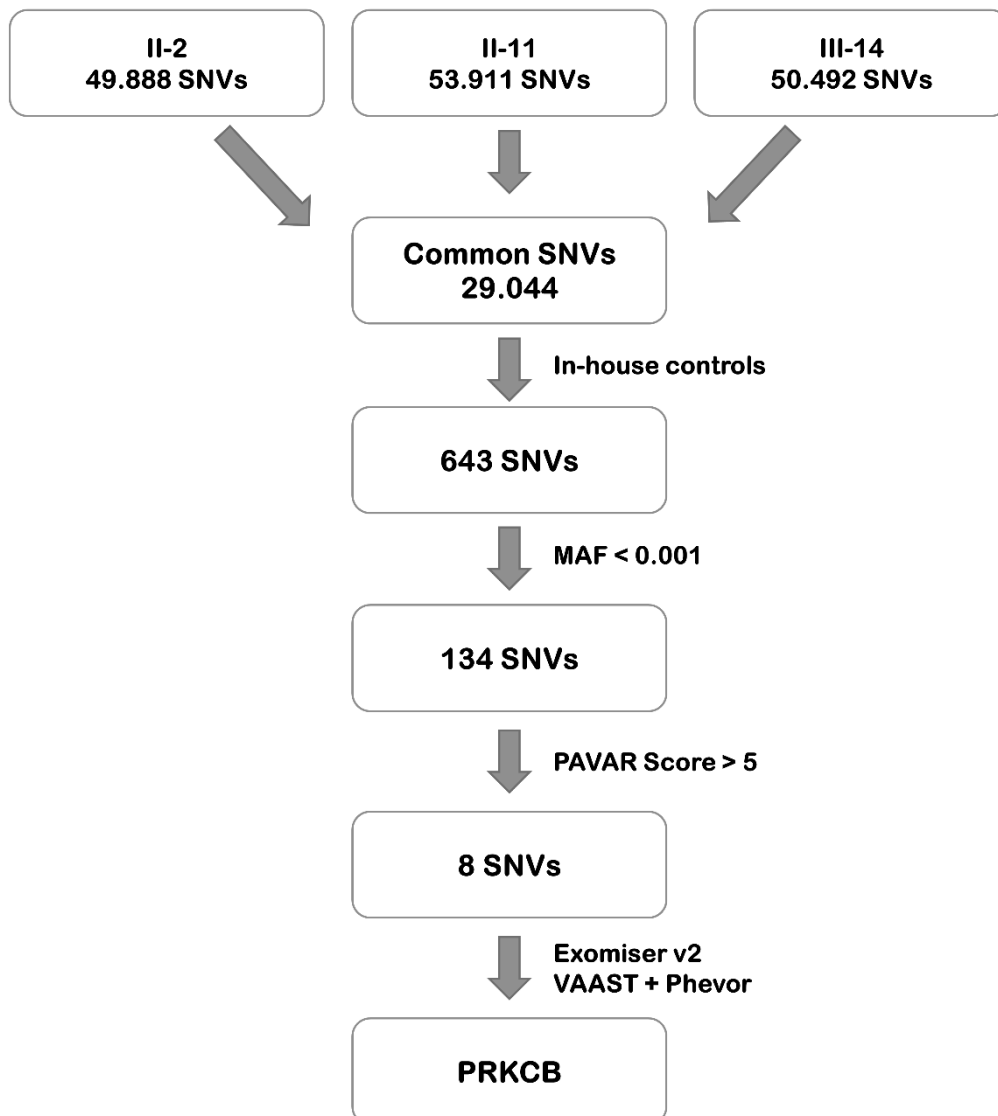 II-2
49.888 SNVs
II-11
53.911 SNVs
III-14
50.492 SNVs
Common SNVs
29.044
In-house controls
643 SNVs
MAF < 0.001
134 SNVs
PAVAR Score > 5
8 SNVs
Exomiser v2
VAAST + Phevor
PRKCB